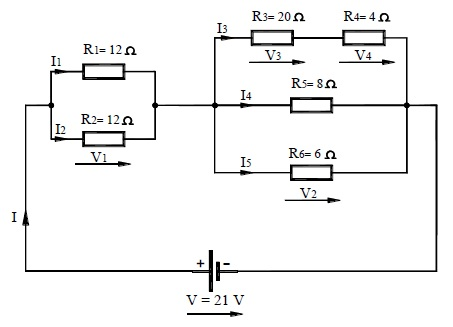 R3= 20 Ω
R4= 4 Ω
I3
V3
V4
I1
R1= 12 Ω
I2
R2= 12 Ω
V1
I4
R5= 8 Ω
I5
R6= 6 Ω
V2
I
+ -
V = 21 V